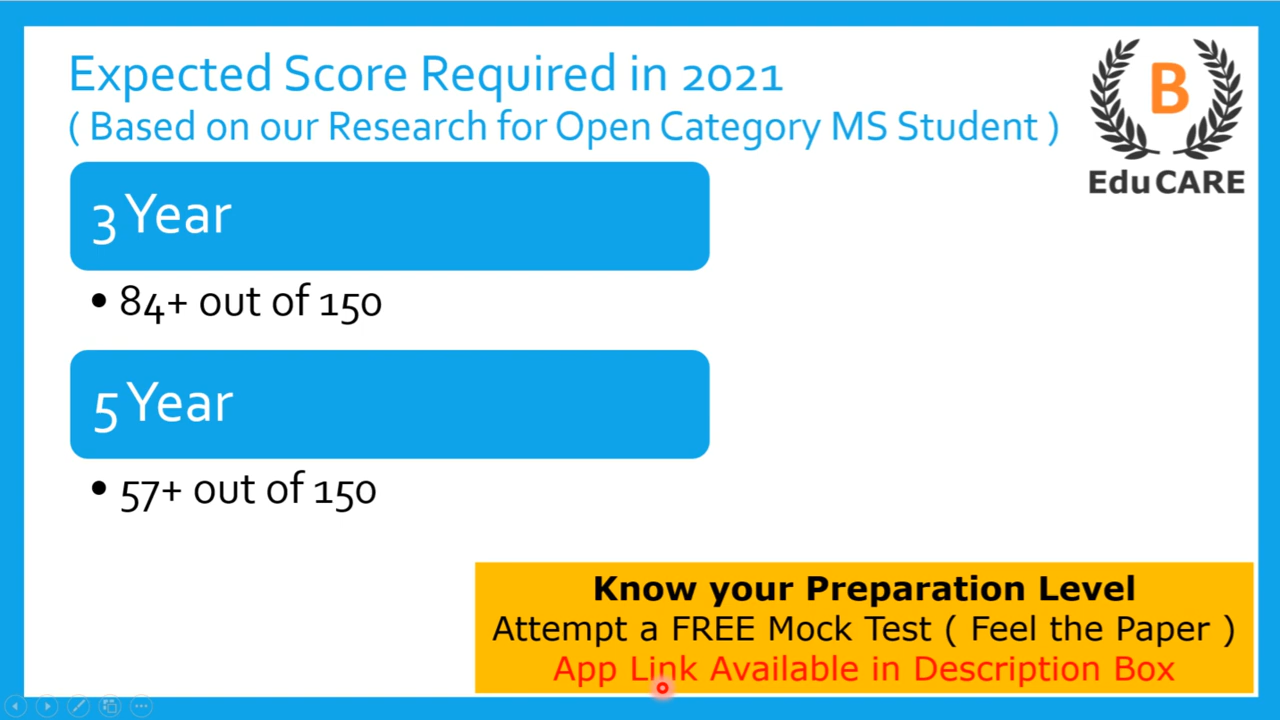 Expected Score Required in 2021
( Based on our Research for Open Category MS Student )
B
EduCARE
3 Year
• 84+ out of 150
5 Year
• 57+ out of 150
Know your Preparation Level
Attempt a FREE Mock Test ( Feel the Paper )
App Link Available in Description Box